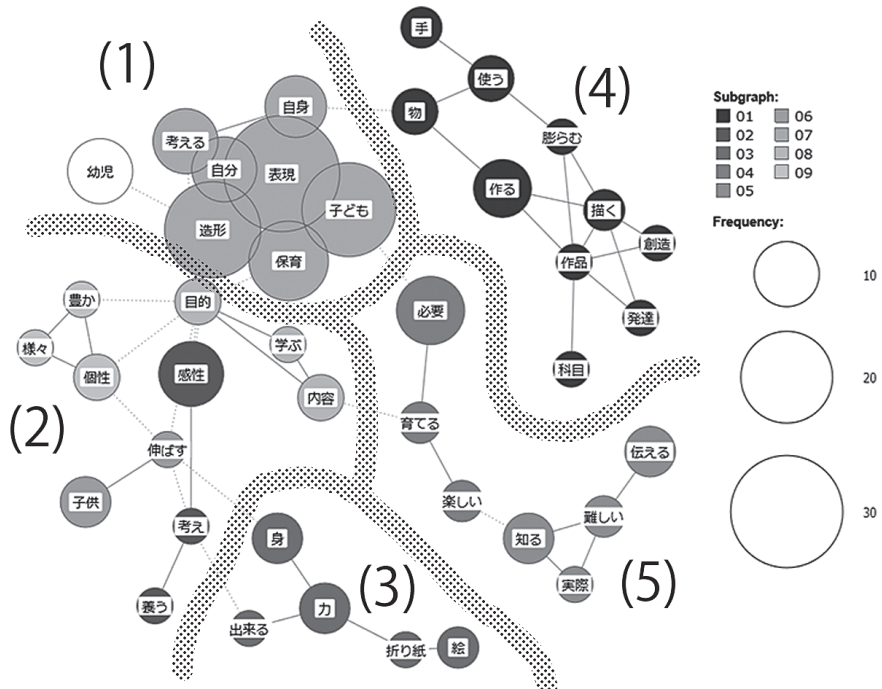 (1)
自身
考える
自分
表現
幼児
子ども
造形
保育
(4)
手
使う
物
膨らむ
作る
描く
創造
作品
発達
科目
(2)
豊か
目的
様々
学ぶ
個性
感性
内容
伸ばす
子供
考え
養う
(3)
身
力
出来る
折り紙
絵
(5)
必要
育てる
伝える
楽しい
難しい
知る
実際
Subgraph:
01 06
02 07
03 08
04 09
05
Frequency:
10
20
30